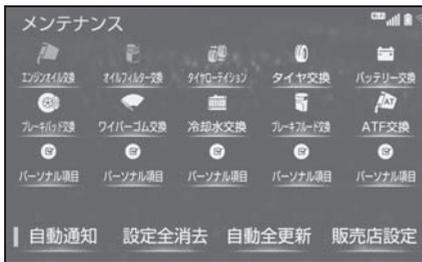 メンテナンス
エンジンオイル交換 オイルフィルター交換 タイヤローテイション タイヤ交換 バッテリー交換
ブレーキパッド交換 ワイパーゴム交換 冷却水交換 ブレーキフルード交換 ATF交換
パーソナル項目 パーソナル項目 パーソナル項目 パーソナル項目 パーソナル項目
自動通知 設定全消去 自動全更新 販売店設定